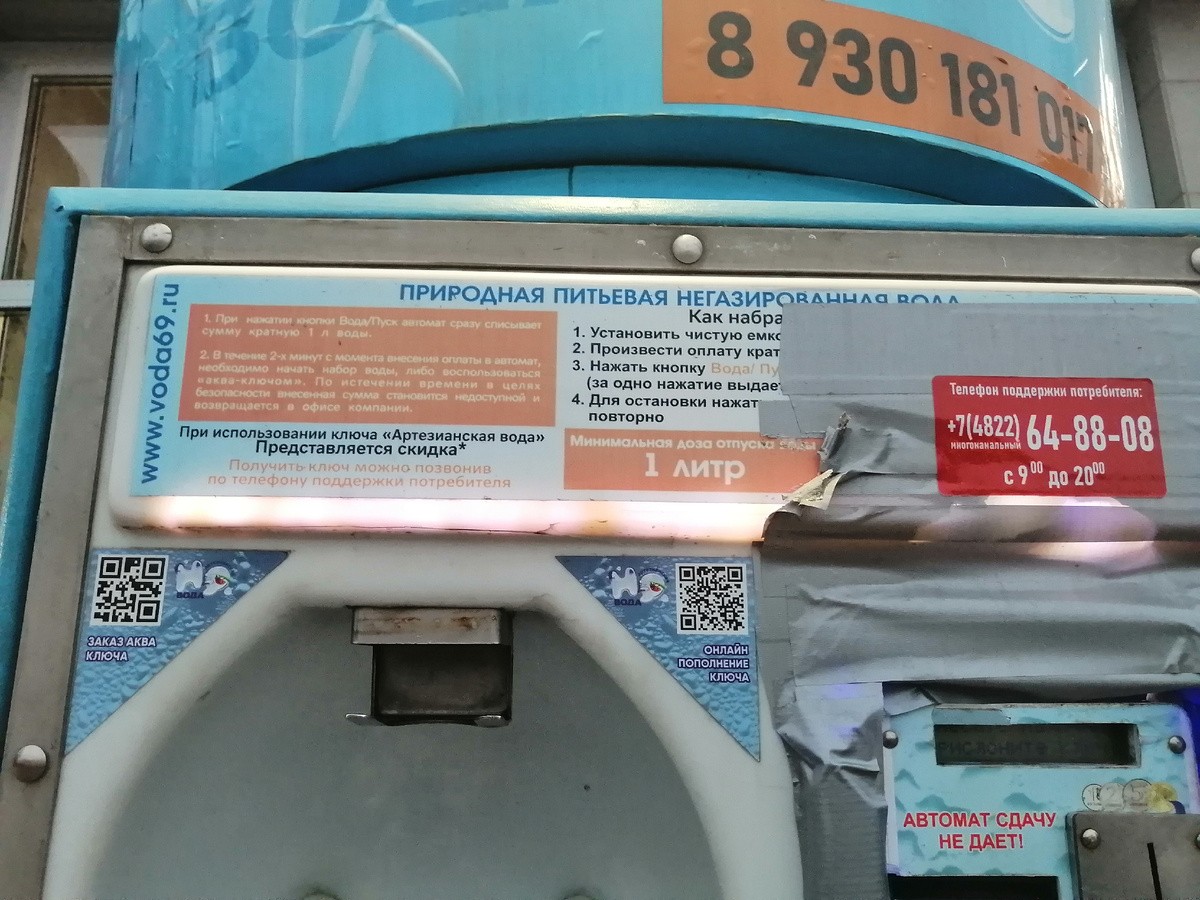 8 930 181 017
www.voda69.ru
ПРИРОДНАЯ ПИТЬЕВАЯ НЕГАЗИРОВАННАЯ ВОДА
1. При нажатии кнопки Вода/Пуск автомат сразу списывает
сумму кратную 1 л воды.
2. В течение 2-х минут с момента внесения оплаты в автомат,
необходимо начать набор воды, либо воспользоваться
«аква-ключом». По истечении времени в целях
безопасности внесенная сумма становится недоступной и
возвращается в офисе компании.
При использовании ключа «Артезианская вода»
Представляется скидка*
Получить ключ можно позвонив
по телефону поддержки потребителя
Как набра
1. Установить чистую емко
2. Произвести оплату крат
3. Нажать кнопку Вода/ Пу
(за одно нажатие выдает
4. Для остановки нажат
повторно
Минимальная доза отпуска воды
1 литр
Телефон поддержки потребителя:
+7(4822) 64-88-08
многоканальный
с 9⁰⁰ до 20⁰⁰
ВОДА
ЗАКАЗ АКВА
КЛЮЧА
ВОДА
ОНЛАЙН
ПОПОЛНЕНИЕ
КЛЮЧА
АВТОМАТ СДАЧУ
НЕ ДАЕТ!